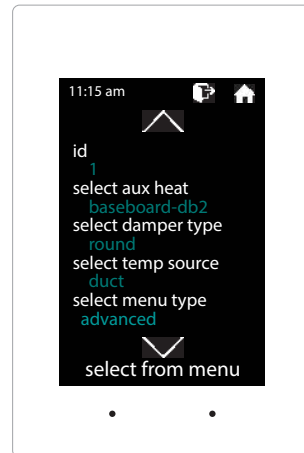 11:15 am
id
1
select aux heat
baseboard-db2
select damper type
round
select temp source
duct
select menu type
advanced
select from menu